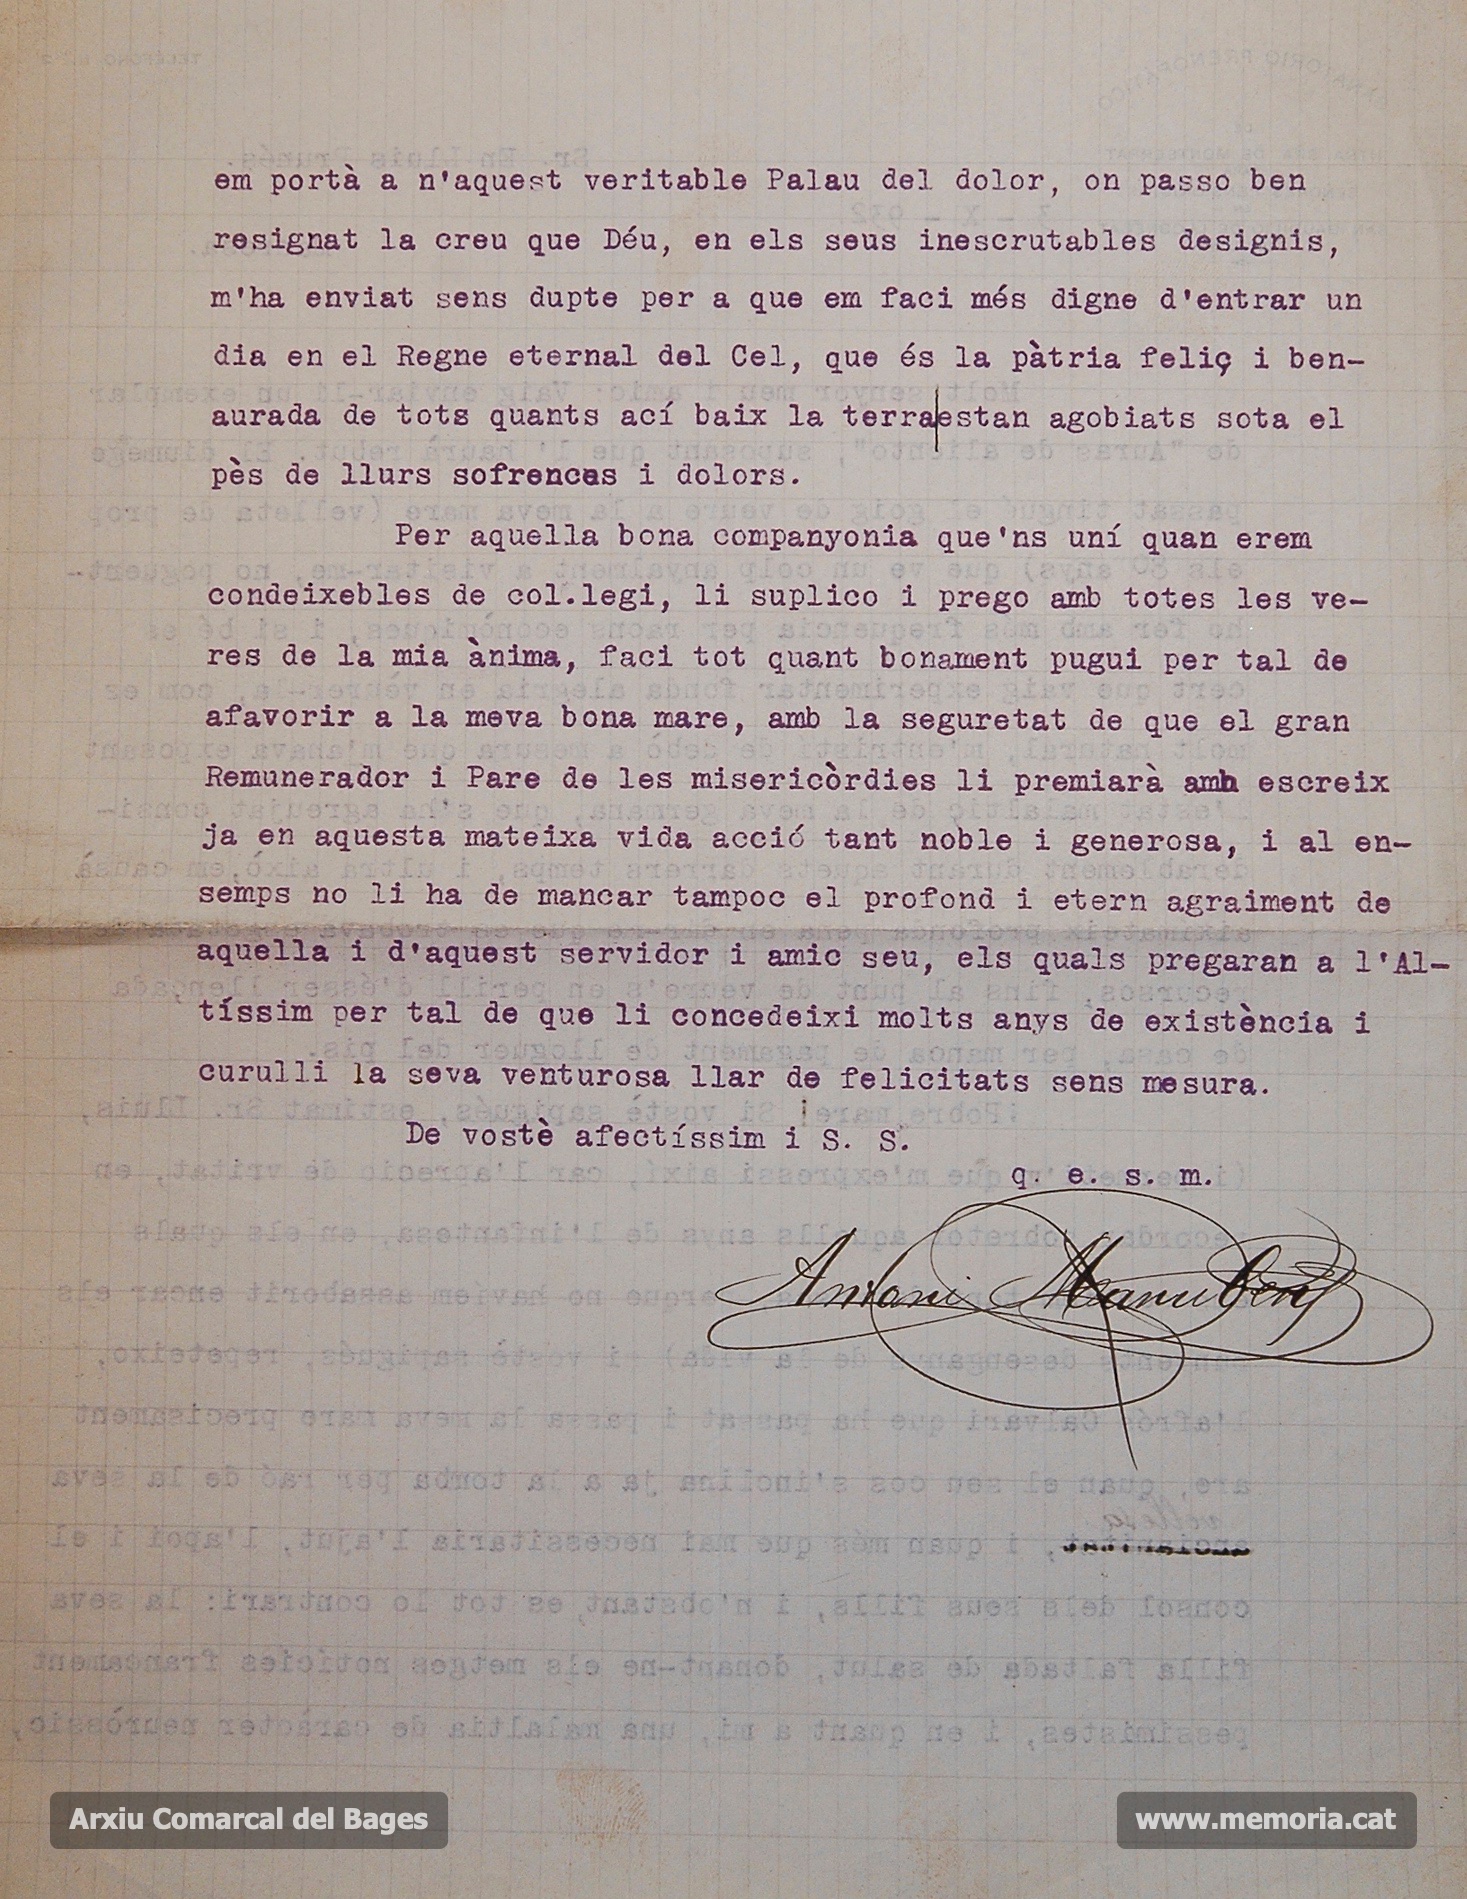 em portà a n'aquest veritable Palau del dolor, on passo ben
resignat la creu que Déu, en els seus inescrutables designis,
m'ha enviat sens dupte per a que em faci més digne d'entrar un
dia en el Regne eternal del Cel, que és la pàtria feliç i ben-
aurada de tots quants ací baix la terra|estan agobiats sota el
pès de llurs sofrences i dolors.
Per aquella bona companyonia que'ns uní quan erem
condeixebles de col.legi, li suplico i prego amb totes les ve-
res de la mia ànima, faci tot quant bonament pugui per tal de
afavorir a la meva bona mare, amb la seguretat de que el gran
Remunerador i Pare de les misericòrdies li premiarà amb escreix
ja en aquesta mateixa vida acció tant noble i generosa, i al en-
semps no li ha de mancar tampoc el profond i etern agraiment de
aquella i d'aquest servidor i amic seu, els quals pregaran a l'Al-
tíssim per tal de que li concedeixi molts anys de existència i
curulli la seva venturosa llar de felicitats sens mesura.
De vostè afectíssim i S. S.
q. e. s. m.
Antoni Manubens
Arxiu Comarcal del Bages
www.memoria.cat